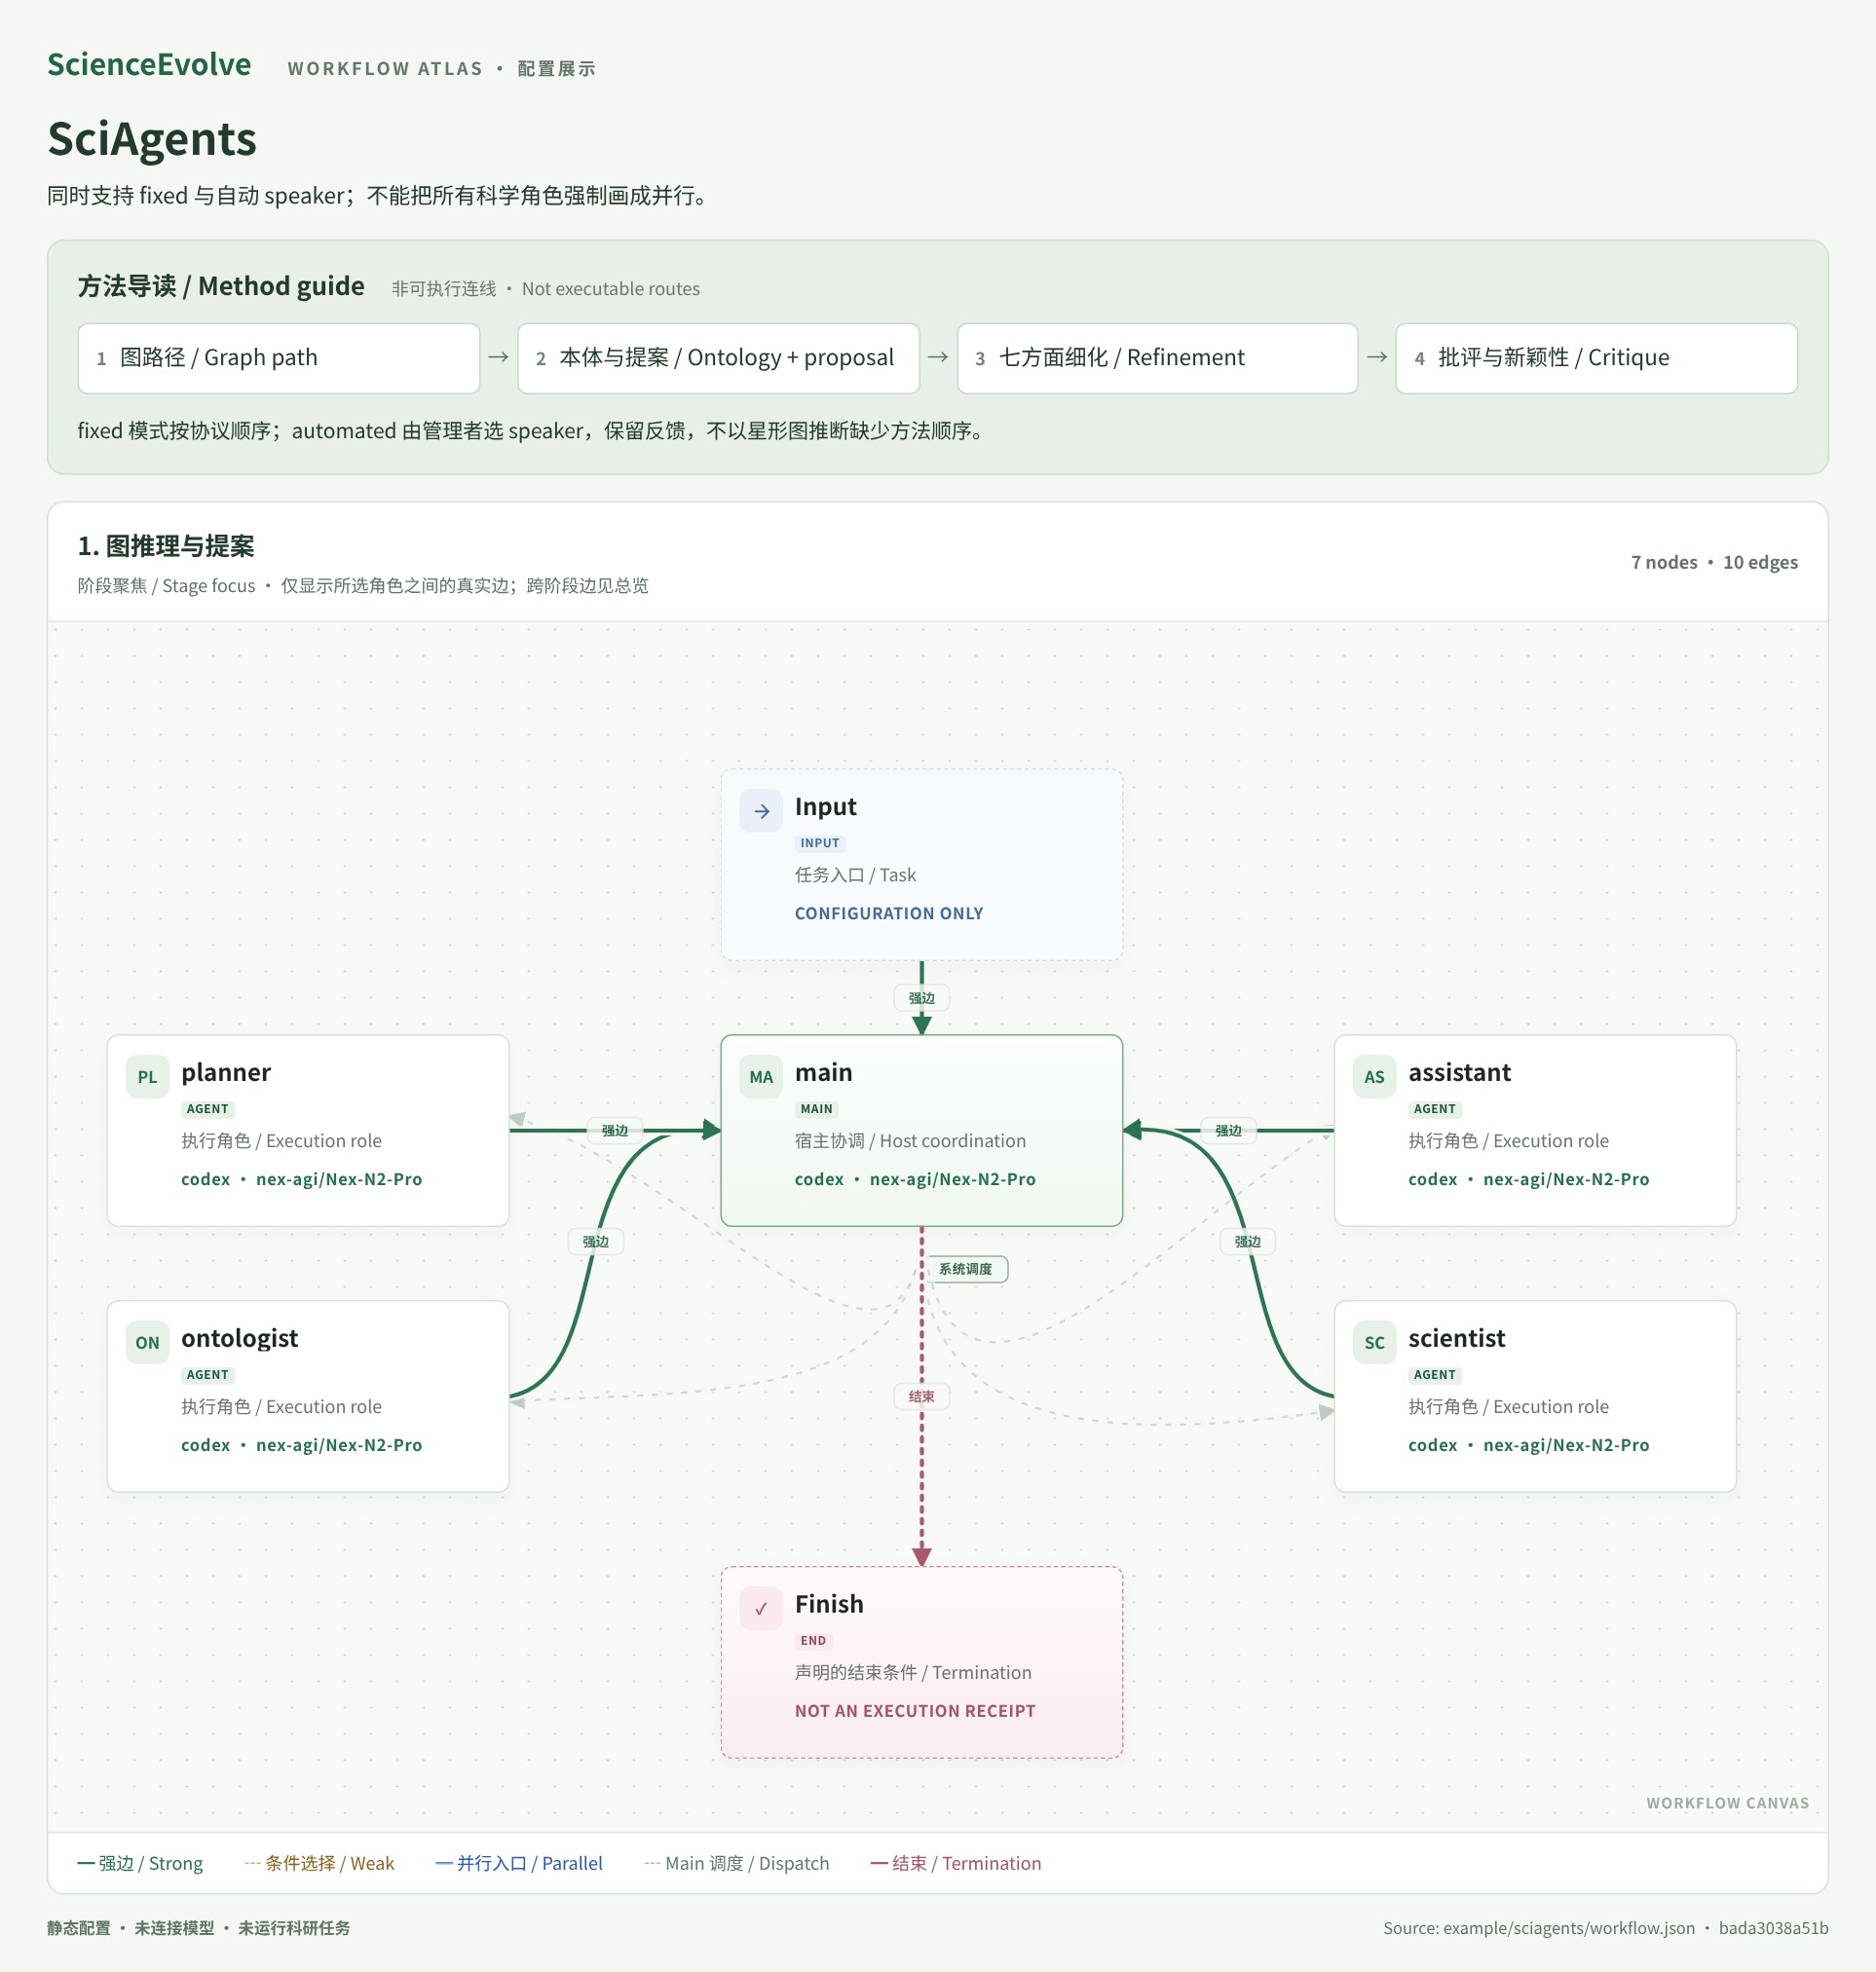 ScienceEvolve WORKFLOW ATLAS • 配置展示
SciAgents
同时支持 fixed 与自动 speaker；不能把所有科学角色强制画成并行。
方法导读 / Method guide 非可执行连线 • Not executable routes
1 图路径 / Graph path → 2 本体与提案 / Ontology + proposal → 3 七方面细化 / Refinement → 4 批评与新颖性 / Critique
fixed 模式按协议顺序；automated 由管理者选 speaker，保留反馈，不以星形图推断缺少方法顺序。
1. 图推理与提案
7 nodes • 10 edges
阶段聚焦 / Stage focus • 仅显示所选角色之间的真实边；跨阶段边见总览
→ Input
INPUT
任务入口 / Task
CONFIGURATION ONLY
强边
PL planner
AGENT
执行角色 / Execution role
codex • nex-agi/Nex-N2-Pro
强边
MA main
MAIN
宿主协调 / Host coordination
codex • nex-agi/Nex-N2-Pro
强边
AS assistant
AGENT
执行角色 / Execution role
codex • nex-agi/Nex-N2-Pro
强边
强边
系统调度
ON ontologist
AGENT
执行角色 / Execution role
codex • nex-agi/Nex-N2-Pro
结束
SC scientist
AGENT
执行角色 / Execution role
codex • nex-agi/Nex-N2-Pro
✓ Finish
END
声明的结束条件 / Termination
NOT AN EXECUTION RECEIPT
WORKFLOW CANVAS
强边 / Strong 条件选择 / Weak 并行入口 / Parallel Main 调度 / Dispatch 结束 / Termination
静态配置 • 未连接模型 • 未运行科研任务
Source: example/sciagents/workflow.json • bada3038a51b